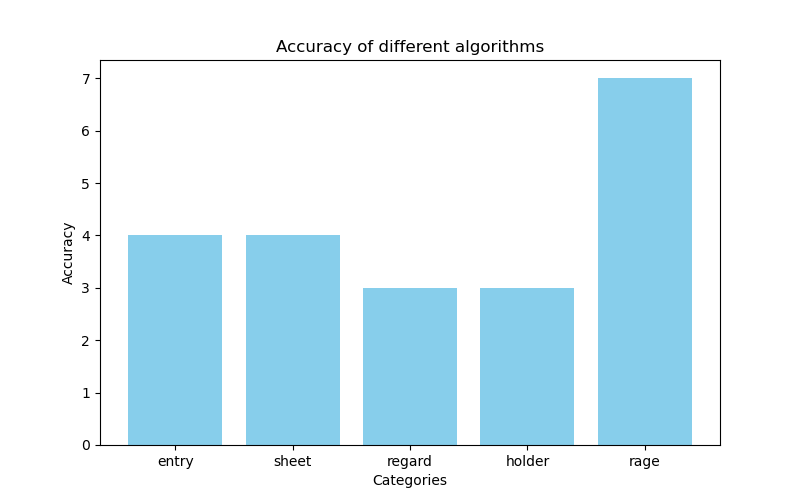 Accuracy of different algorithms
7
6
5
4
3
2
1
0
Accuracy
entry sheet regard holder rage
Categories